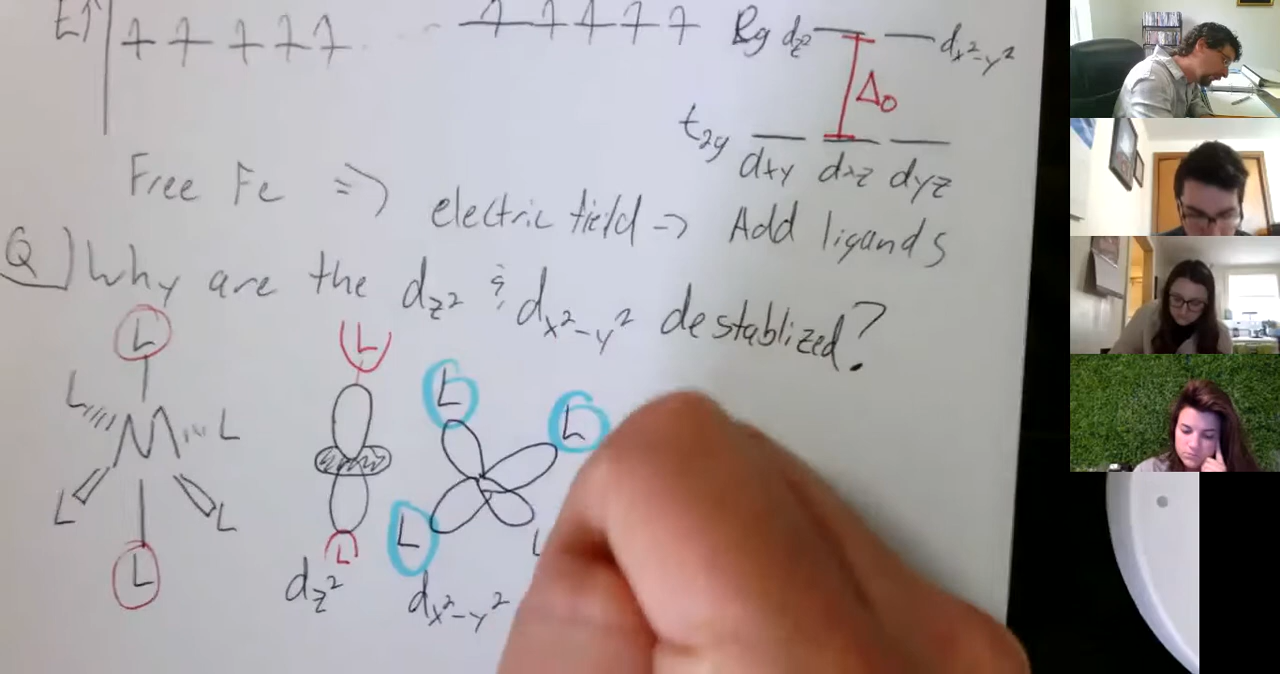 E↑
Eg dz² dx²-y²
Δo
t2g
dxy dxz dyz
Free Fe => electric field -> Add ligands
Q) Why are the dz² & dx²-y² destablized?
L L L L
L M L L L
L L L
L L
dz² dx²-y²